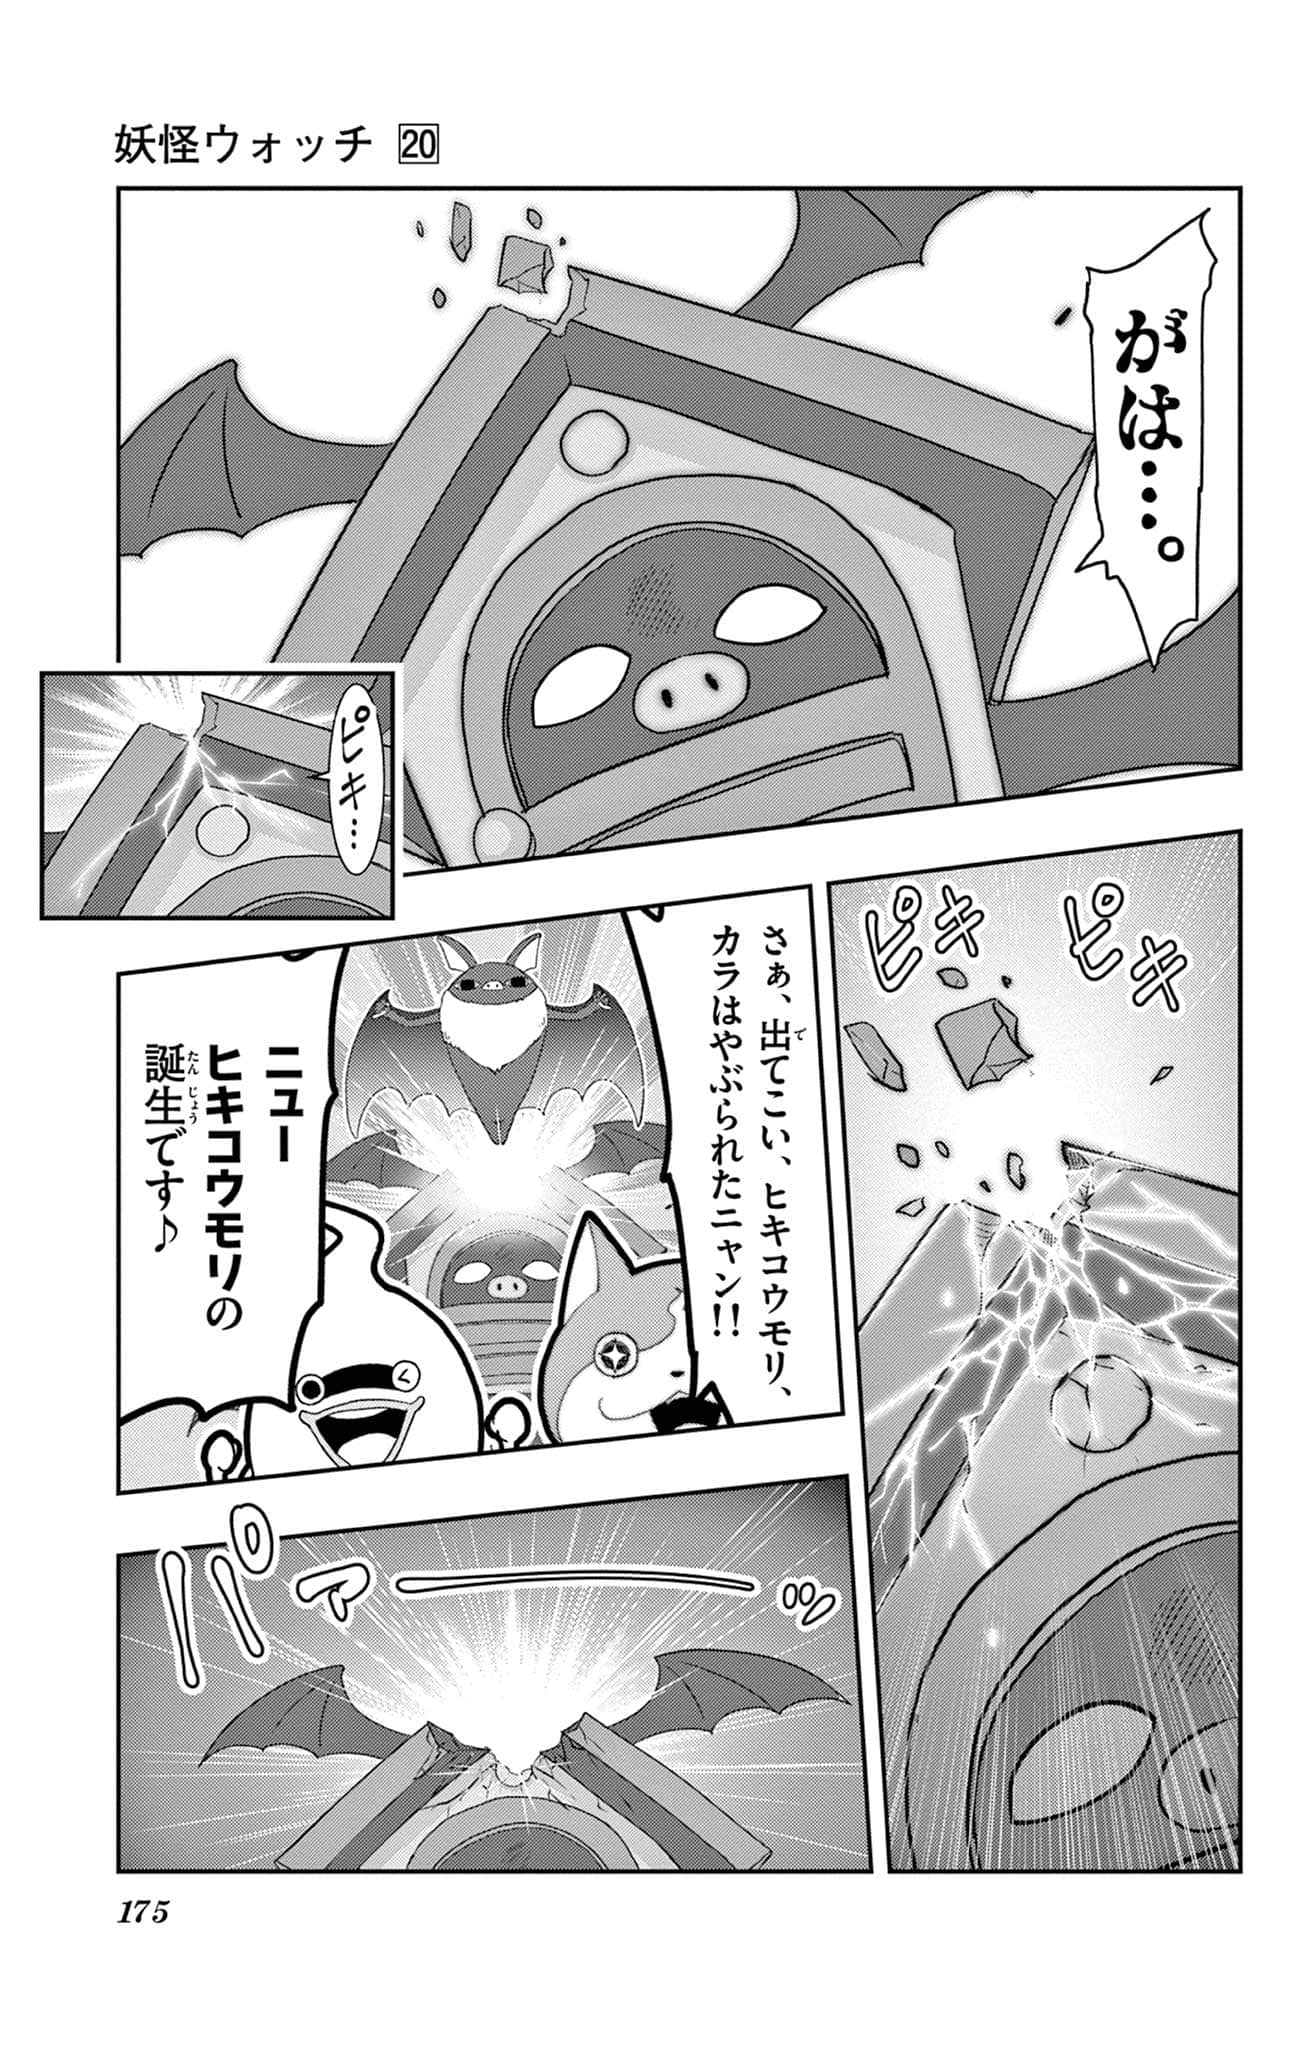 妖怪ウォッチ 20
がは…。
ピキ…
ピキ
ピキ
さぁ、出てこい、ヒキコウモリ、
カラはやぶられたニャン!!
ニュー
ヒキコウモリの
誕生です♪
パァーッ
175